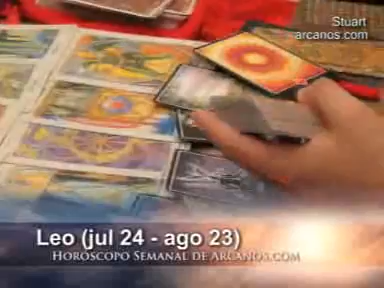 Stuart
arcanos.com
Leo (jul 24 - ago 23)
HORÓSCOPO SEMANAL DE ARCANOS.COM